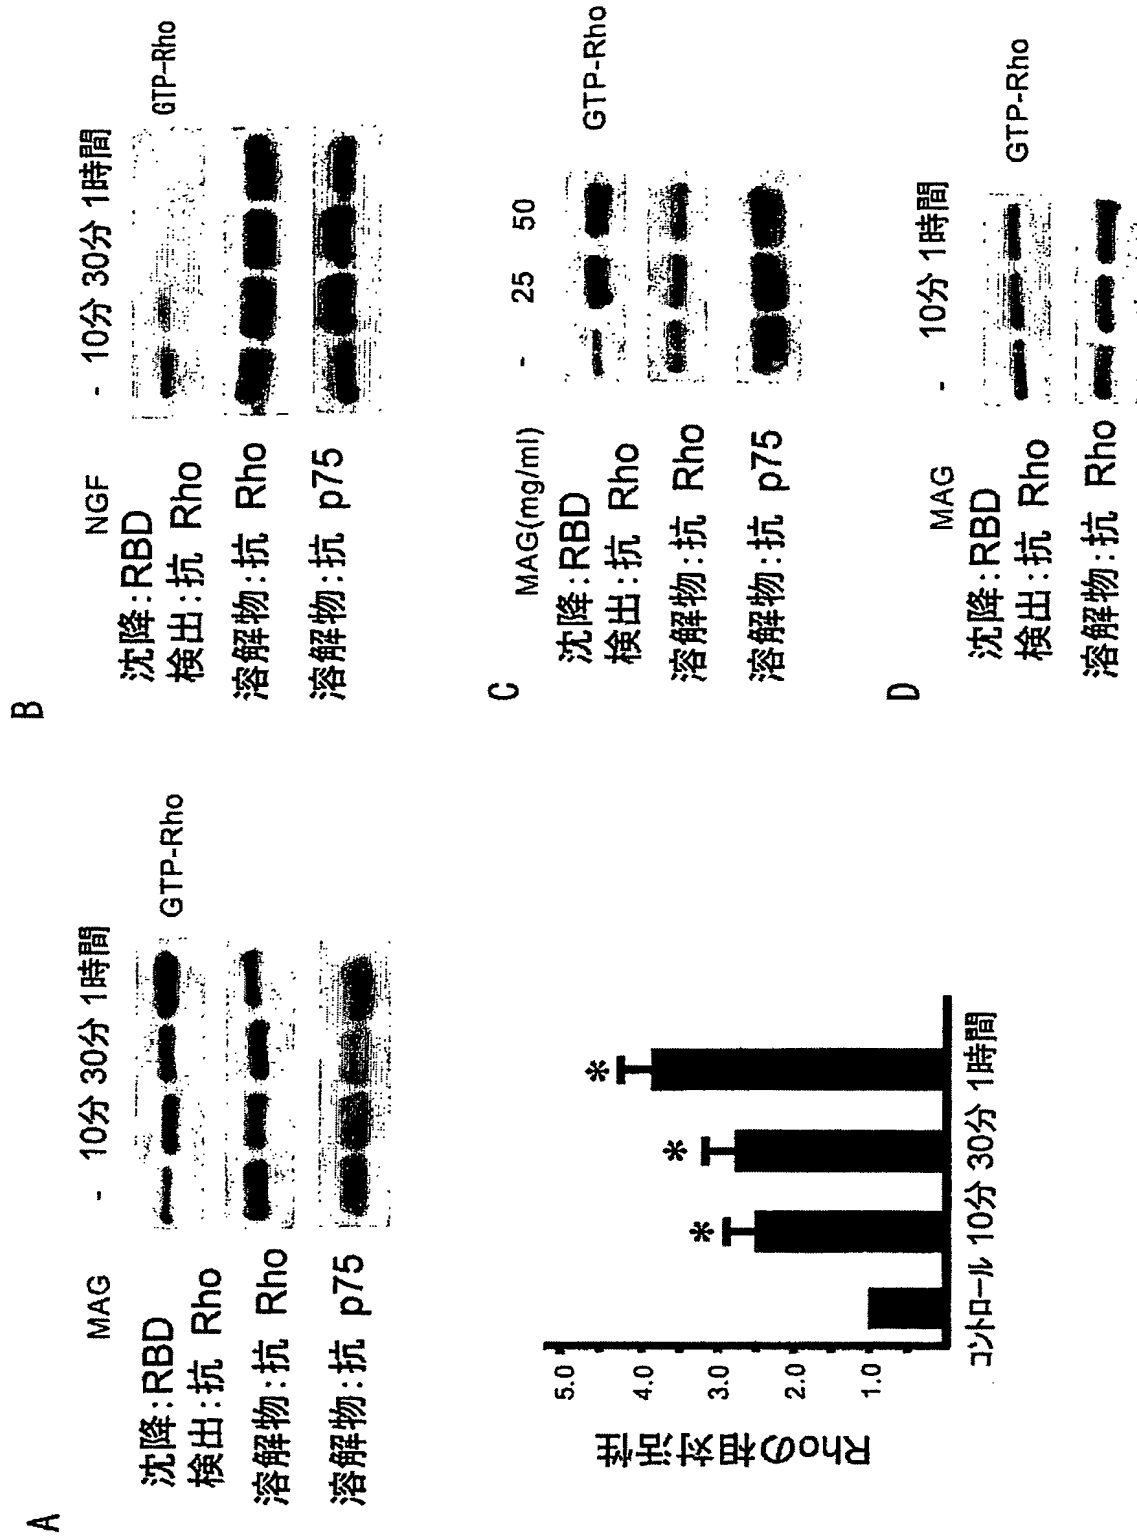 A
MAG - 10分 30分 1時間
沈降:RBD
検出:抗 Rho
GTP-Rho
溶解物:抗 Rho
溶解物:抗 p75
Rhoの相対活性
5.0
4.0
3.0
2.0
1.0
* * *
コントロール 10分 30分 1時間
B
NGF - 10分 30分 1時間
沈降:RBD
検出:抗 Rho
GTP-Rho
溶解物:抗 Rho
溶解物:抗 p75
C
MAG(mg/ml) - 25 50
沈降:RBD
検出:抗 Rho
GTP-Rho
溶解物:抗 Rho
溶解物:抗 p75
D
MAG - 10分 1時間
沈降:RBD
検出:抗 Rho
GTP-Rho
溶解物:抗 Rho